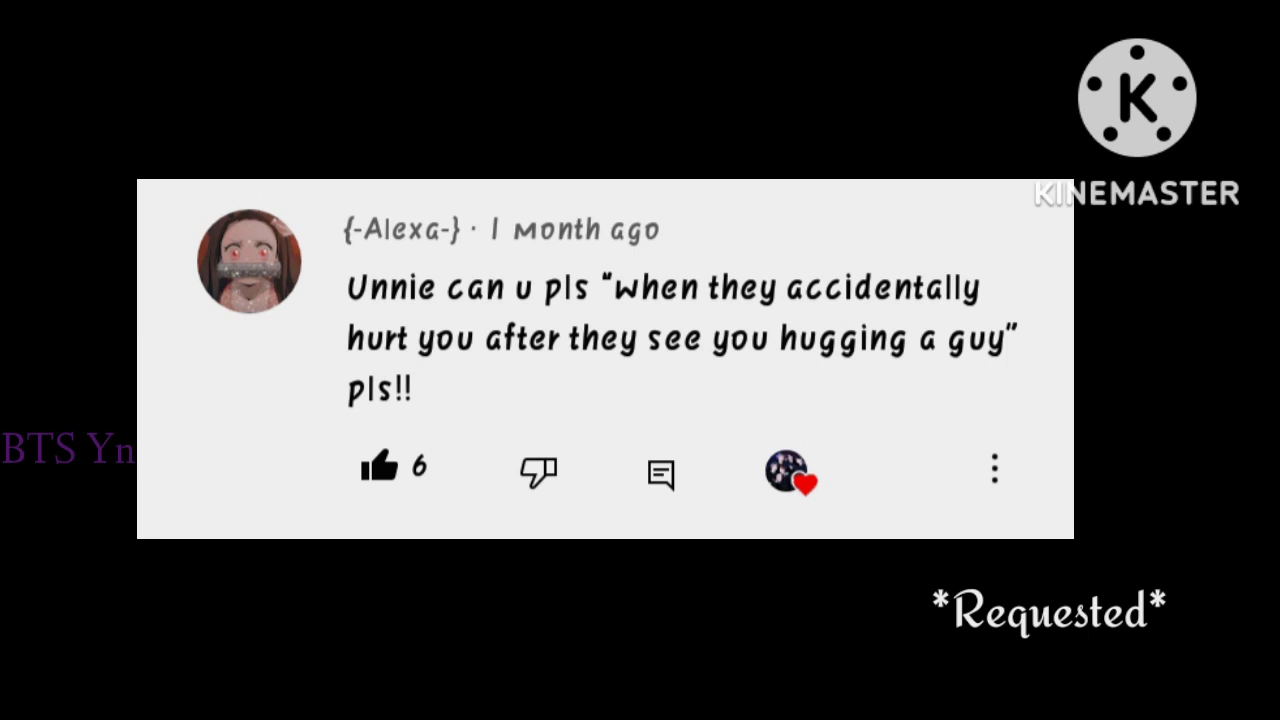 K
KINEMASTER
{-Alexa-} · 1 month ago
Unnie can u pls "when they accidentally
hurt you after they see you hugging a guy"
pls!!
6
BTS Yn
*Requested*